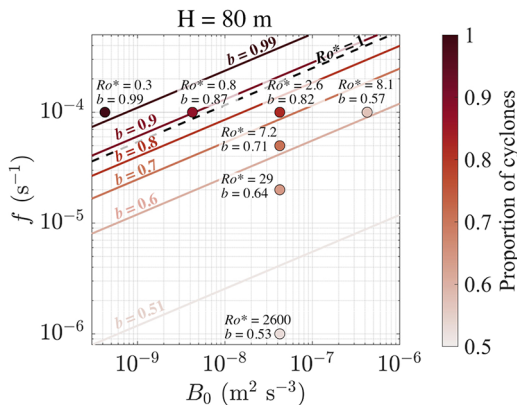 H = 80 m
b = 0.99
Ro* = 1
Ro* = 0.3
b = 0.99
Ro* = 0.8
b = 0.87
Ro* = 2.6
b = 0.82
Ro* = 8.1
b = 0.57
b = 0.9
b = 0.8
Ro* = 7.2
b = 0.71
b = 0.7
Ro* = 29
b = 0.64
b = 0.6
b = 0.51
Ro* = 2600
b = 0.53
10⁻⁴
10⁻⁵
10⁻⁶
f (s⁻¹)
10⁻⁹
10⁻⁸
10⁻⁷
10⁻⁶
B₀ (m² s⁻³)
1
0.9
0.8
0.7
0.6
0.5
Proportion of cyclones